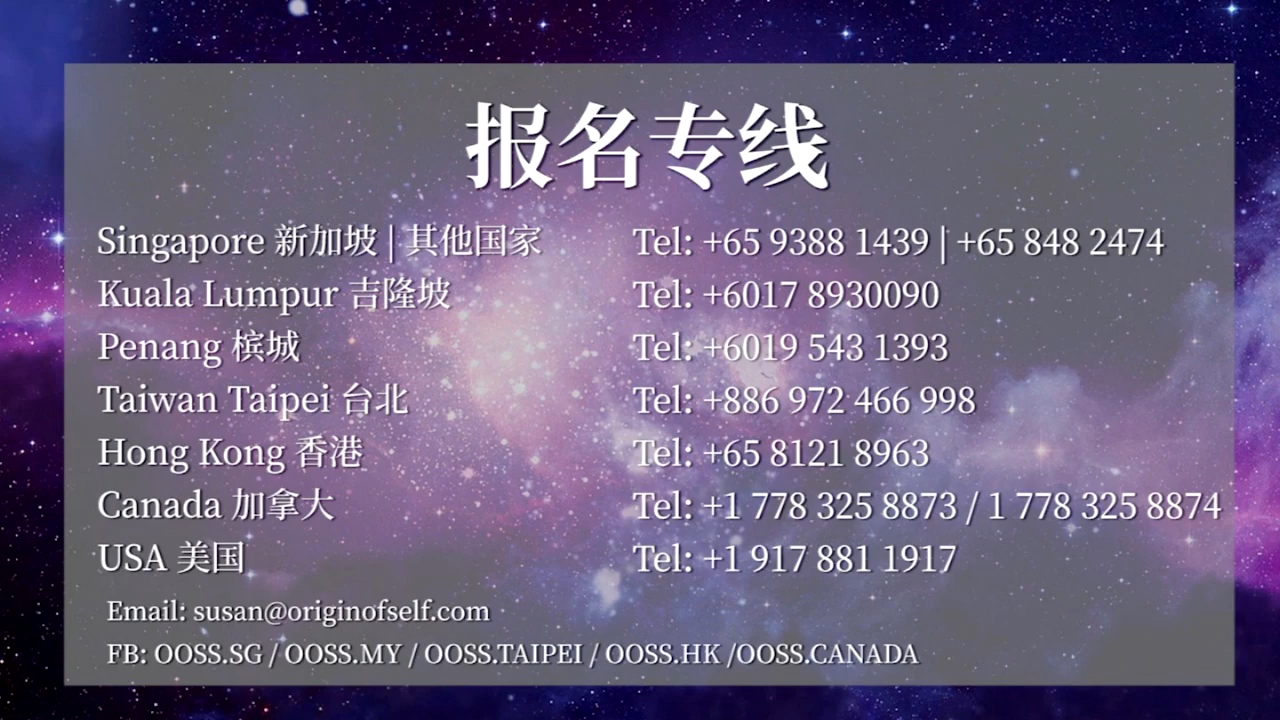 报名专线
Singapore 新加坡 | 其他国家 Tel: +65 9388 1439 | +65 848 2474
Kuala Lumpur 吉隆坡 Tel: +6017 8930090
Penang 槟城 Tel: +6019 543 1393
Taiwan Taipei 台北 Tel: +886 972 466 998
Hong Kong 香港 Tel: +65 8121 8963
Canada 加拿大 Tel: +1 778 325 8873 / 1 778 325 8874
USA 美国 Tel: +1 917 881 1917
Email: susan@originofself.com
FB: OOSS.SG / OOSS.MY / OOSS.TAIPEI / OOSS.HK /OOSS.CANADA